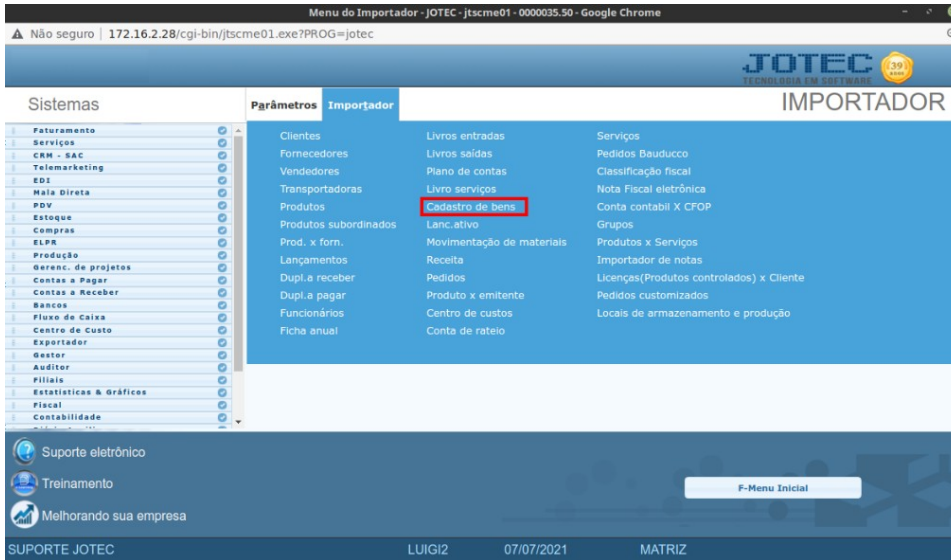 Menu do Importador - JOTEC - jtscme01 - 0000035.50 - Google Chrome
Não seguro | 172.16.2.28/cgi-bin/jtscme01.exe?PROG=jotec
JOTEC
TECNOLOGIA EM SOFTWARE
39
ANOS
Sistemas
Parâmetros Importador
IMPORTADOR
Faturamento
Serviços
CRM - SAC
Telemarketing
EDI
Mala Direta
PDV
Estoque
Compras
ELPR
Produção
Gerenc. de projetos
Contas a Pagar
Contas a Receber
Bancos
Fluxo de Caixa
Centro de Custo
Exportador
Gestor
Auditor
Filiais
Estatísticas & Gráficos
Fiscal
Contabilidade
Clientes
Fornecedores
Vendedores
Transportadoras
Produtos
Produtos subordinados
Prod. x forn.
Lançamentos
Dupl.a receber
Dupl.a pagar
Funcionários
Ficha anual
Livros entradas
Livros saídas
Plano de contas
Livro serviços
Cadastro de bens
Lanc.ativo
Movimentação de materiais
Receita
Pedidos
Produto x emitente
Centro de custos
Conta de rateio
Serviços
Pedidos Bauducco
Classificação fiscal
Nota Fiscal eletrônica
Conta contabil X CFOP
Grupos
Produtos x Serviços
Importador de notas
Licenças(Produtos controlados) x Cliente
Pedidos customizados
Locais de armazenamento e produção
Suporte eletrônico
Treinamento
Melhorando sua empresa
F-Menu Inicial
SUPORTE JOTEC LUIGI2 07/07/2021 MATRIZ